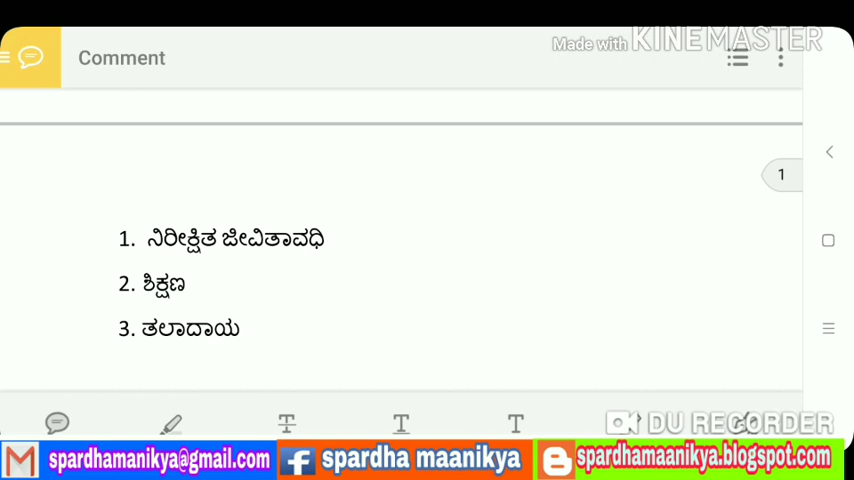 Made with KINEMASTER
Comment
1
1. ನಿರೀಕ್ಷಿತ ಜೀವಿತಾವಧಿ
2. ಶಿಕ್ಷಣ
3. ತಲಾದಾಯ
T T T
DU RECORDER
spardhamanikya@gmail.com spardha maanikya spardhamaanikya.blogspot.com